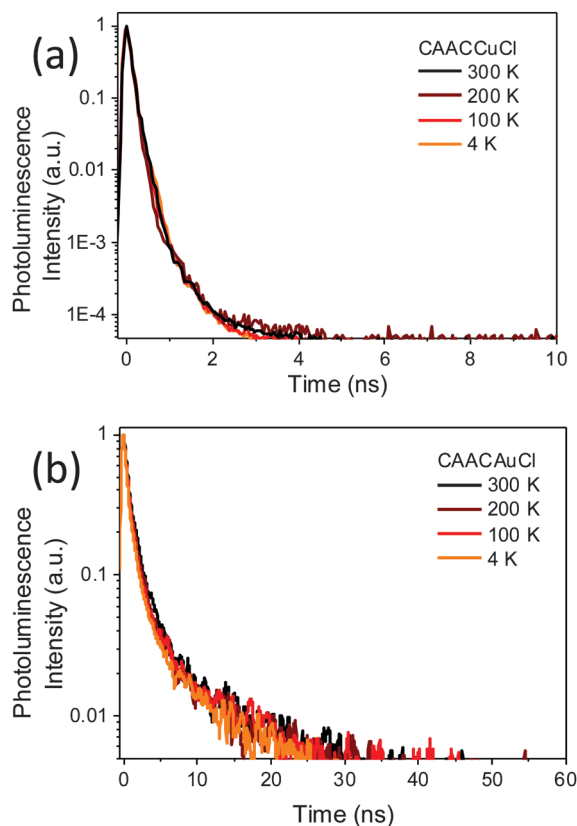 (a)
CAACCuCl
300 K
200 K
100 K
4 K
1
0.1
0.01
1E-3
1E-4
Photoluminescence
Intensity (a.u.)
0 2 4 6 8 10
Time (ns)
(b)
CAACAuCl
300 K
200 K
100 K
4 K
1
0.1
0.01
Photoluminescence
Intensity (a.u.)
0 10 20 30 40 50 60
Time (ns)